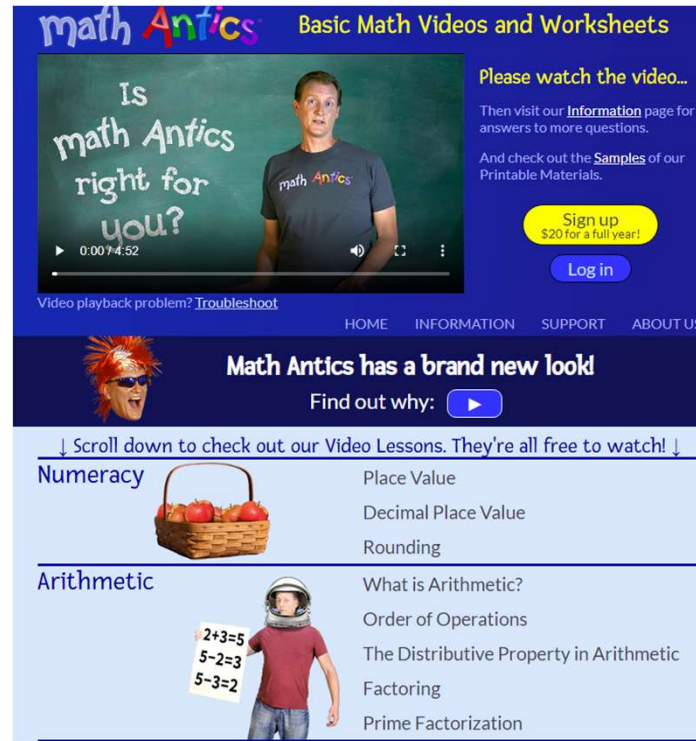 math Antics
Basic Math Videos and Worksheets
Is
math Antics
right for
you?
math Antics
0:00 / 4:52
Please watch the video...
Then visit our Information page for
answers to more questions.
And check out the Samples of our
Printable Materials.
Sign up
$20 for a full year!
Log in
Video playback problem? Troubleshoot
HOME INFORMATION SUPPORT ABOUT US
Math Antics has a brand new look!
Find out why:
↓ Scroll down to check out our Video Lessons. They're all free to watch! ↓
Numeracy
Place Value
Decimal Place Value
Rounding
Arithmetic
2+3=5
5-2=3
5-3=2
What is Arithmetic?
Order of Operations
The Distributive Property in Arithmetic
Factoring
Prime Factorization